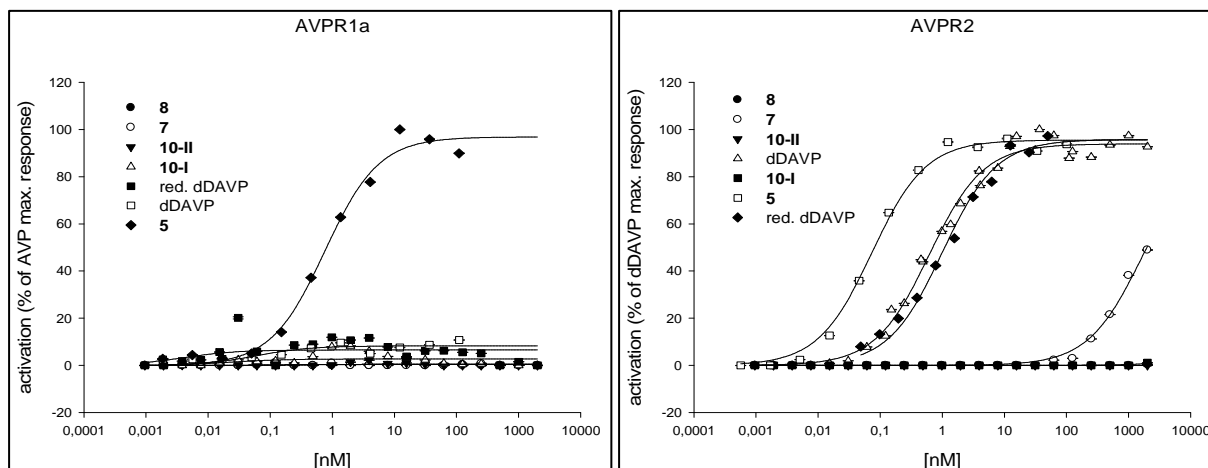 AVPR1a
activation (% of AVP max. response)
120
100
80
60
40
20
0
-20
8
7
10-II
10-I
red. dDAVP
dDAVP
5
0,0001
0,001
0,01
0,1
1
10
100
1000
10000
[nM]
AVPR2
activation (% of dDAVP max. response)
120
100
80
60
40
20
0
-20
8
7
10-II
dDAVP
10-I
5
red. dDAVP
0,0001
0,001
0,01
0,1
1
10
100
1000
10000
[nM]